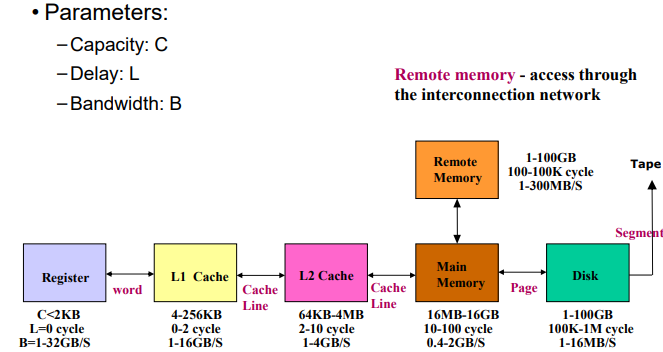 • Parameters:
–Capacity: C
–Delay: L
–Bandwidth: B
Remote memory - access through
the interconnection network
Remote
Memory
1-100GB
100-100K cycle
1-300MB/S
Tape
Segment
Register
word
L1 Cache
Cache
Line
L2 Cache
Cache
Line
Main
Memory
Page
Disk
C<2KB
L=0 cycle
B=1-32GB/S
4-256KB
0-2 cycle
1-16GB/S
64KB-4MB
2-10 cycle
1-4GB/S
16MB-16GB
10-100 cycle
0.4-2GB/S
1-100GB
100K-1M cycle
1-16MB/S